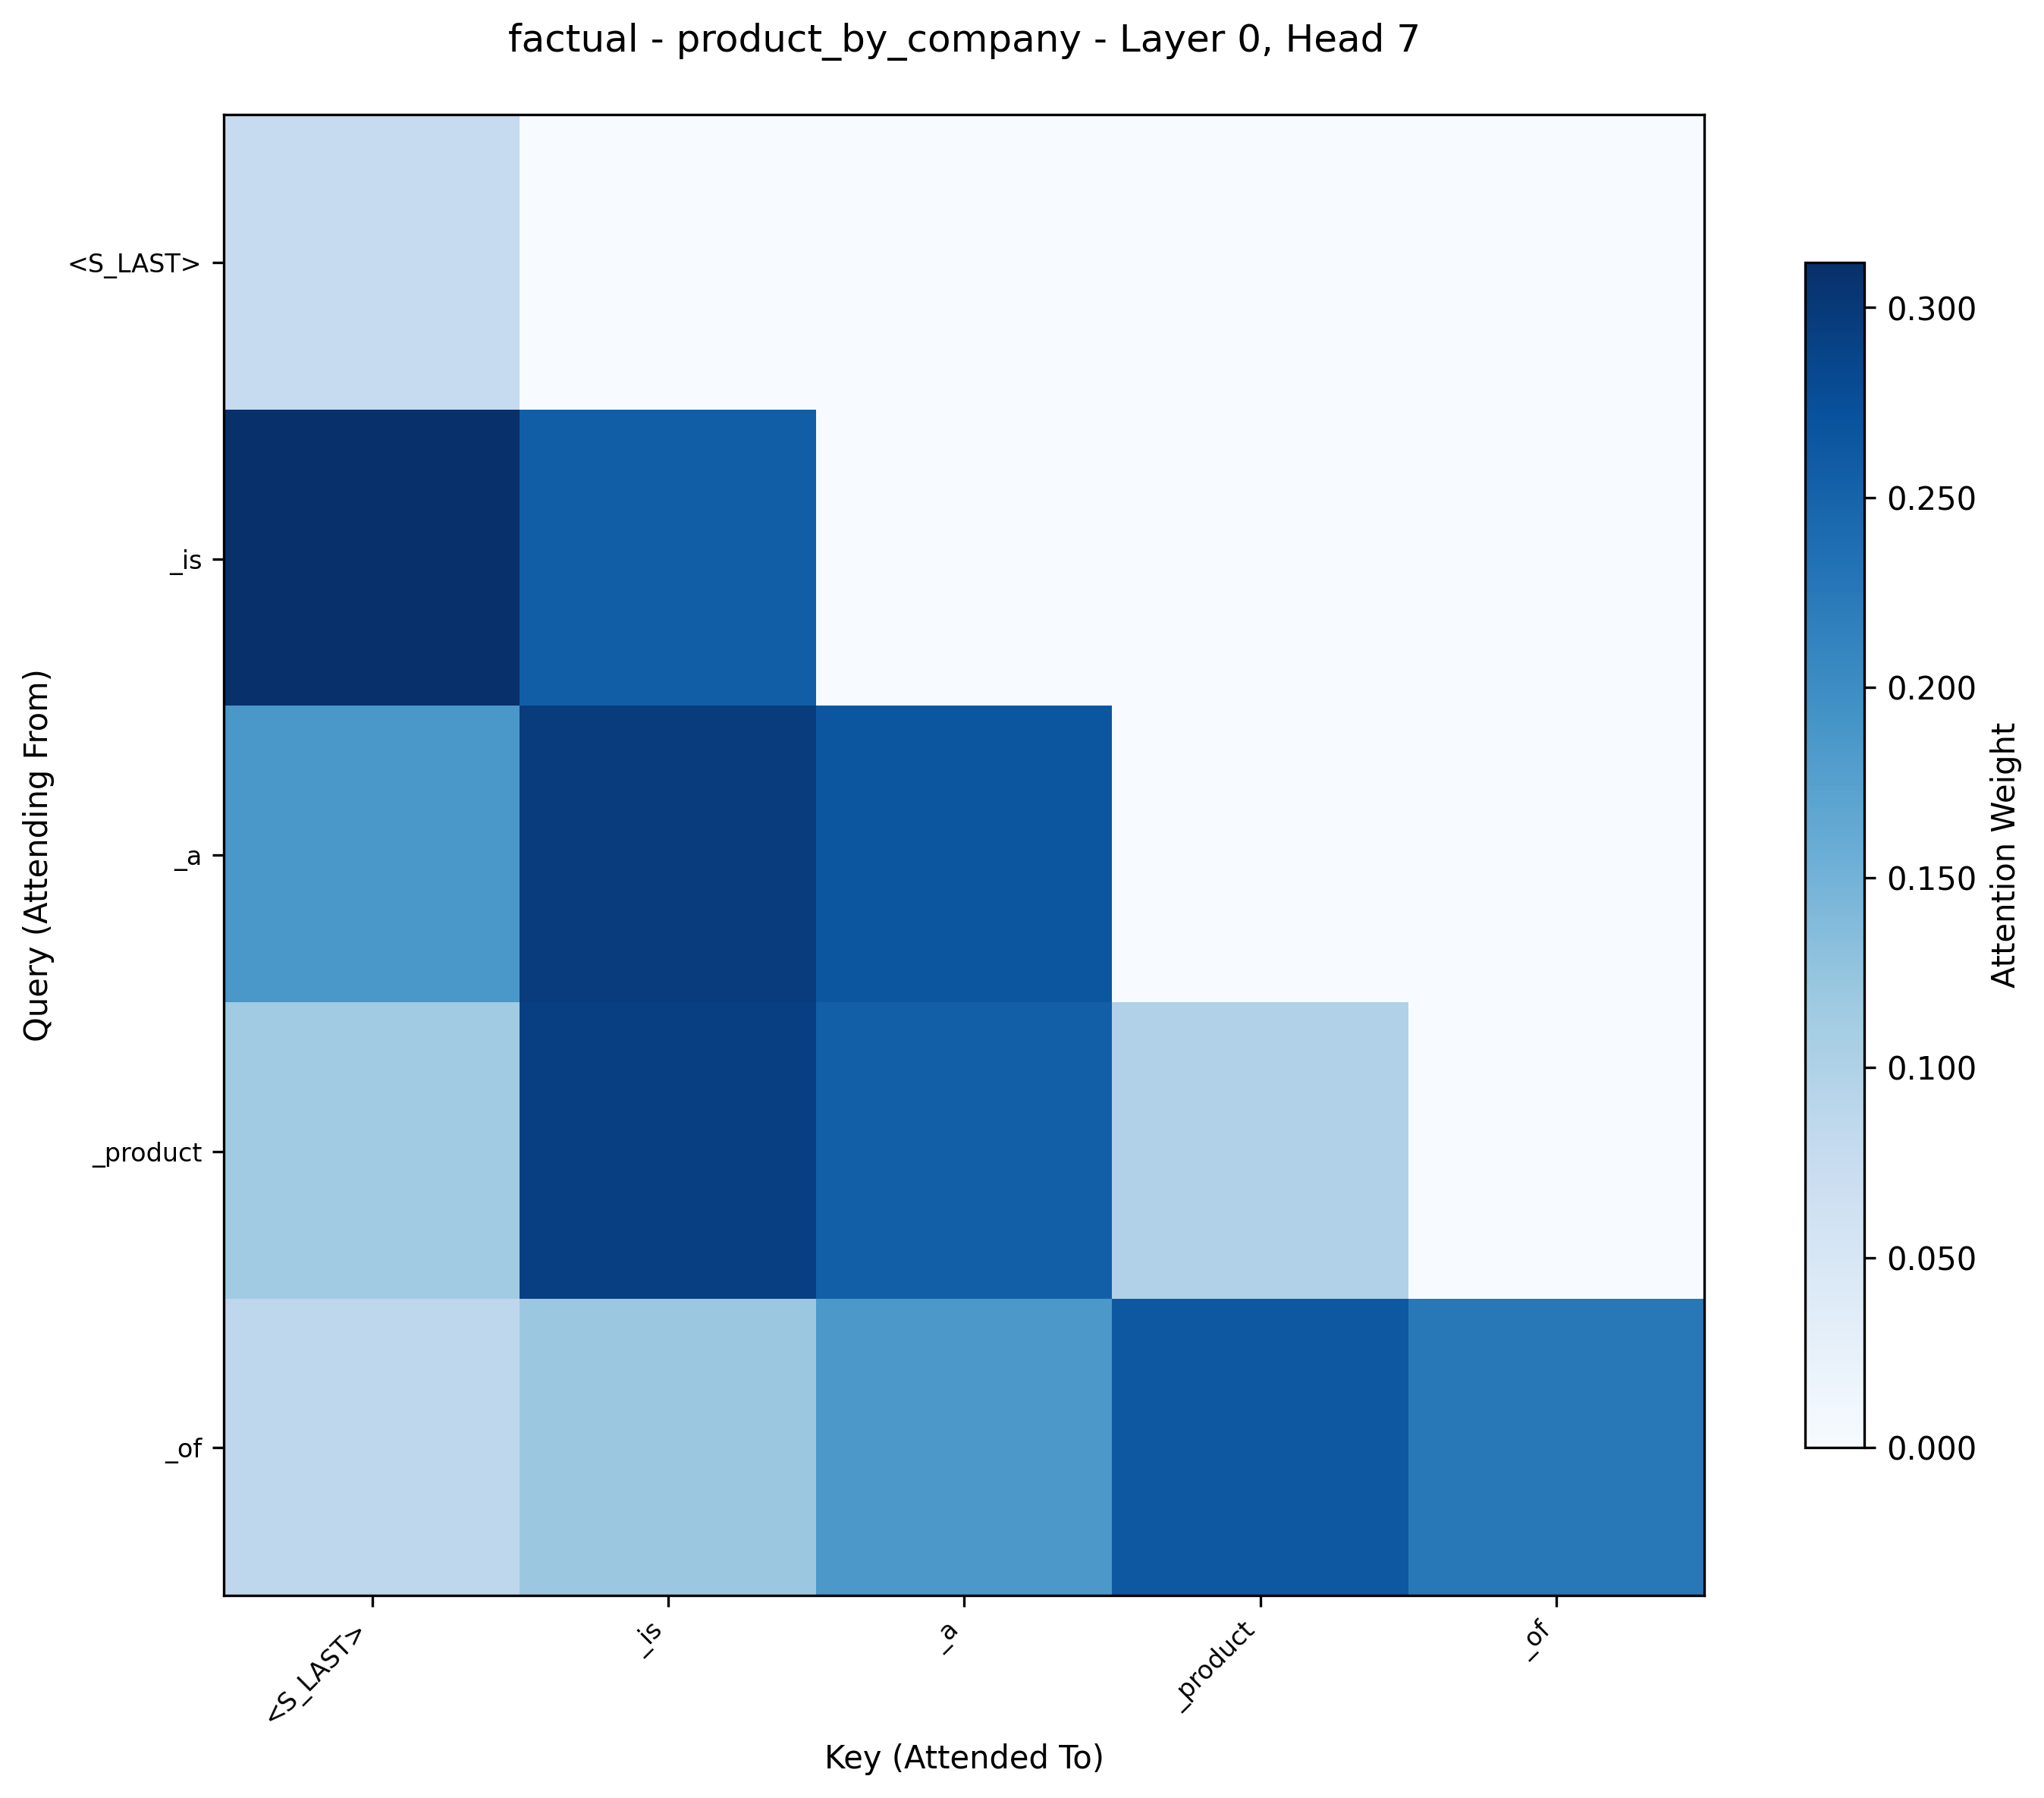 factual - product_by_company - Layer 0, Head 7
Query (Attending From)
<S_LAST>
_is
_a
_product
_of
<S_LAST>
_is
_a
_product
_of
Key (Attended To)
0.300
0.250
0.200
0.150
0.100
0.050
0.000
Attention Weight